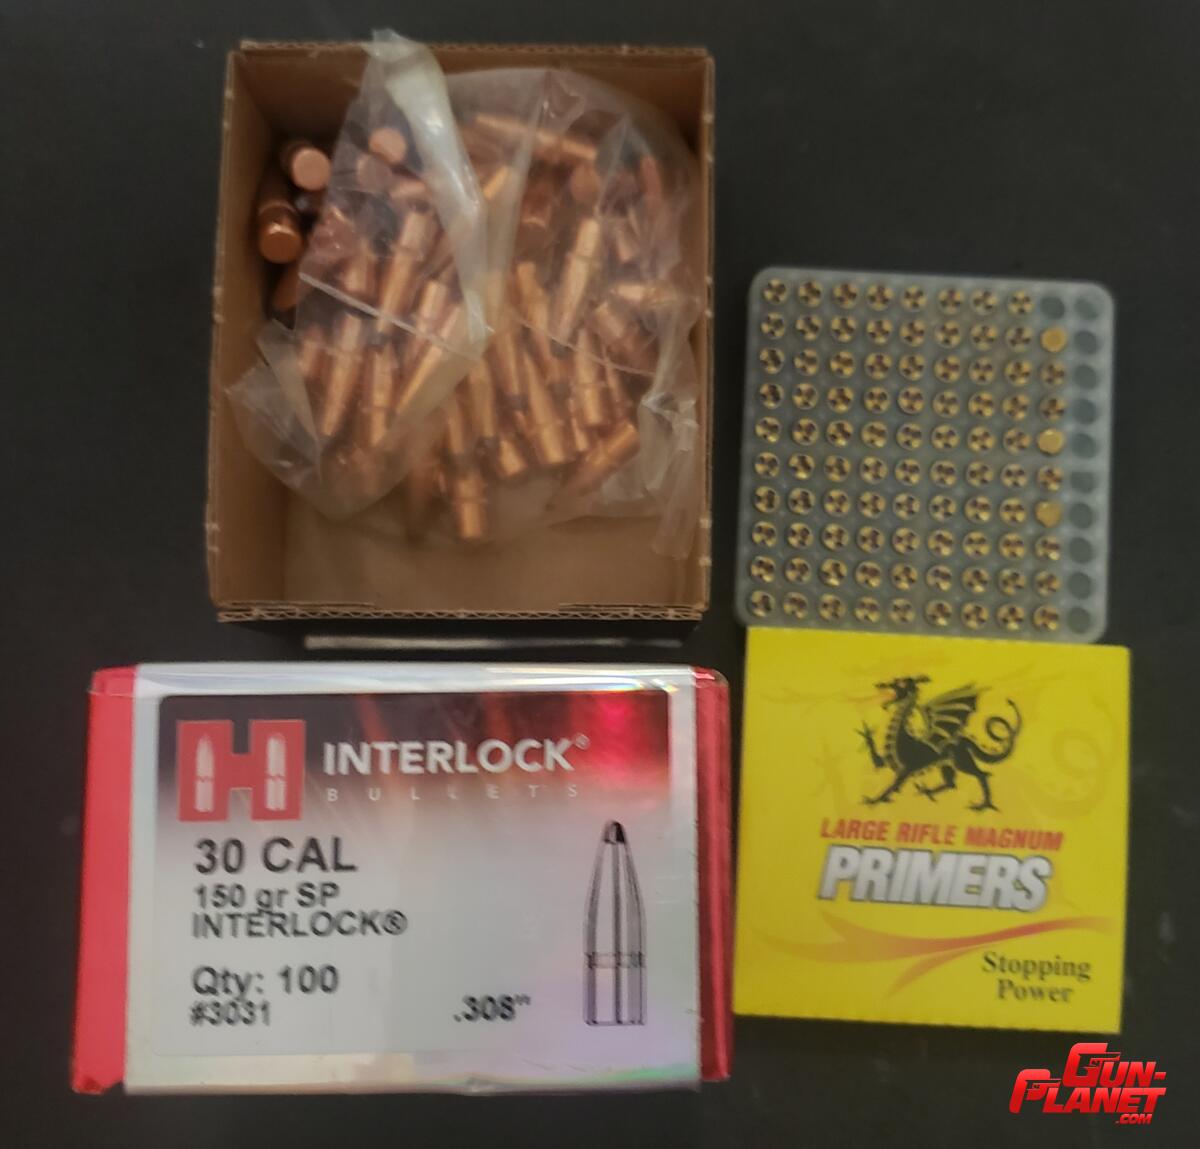 INTERLOCK®
BULLETS
30 CAL
150 gr SP
INTERLOCK®
Qty: 100
#3031
.308"
LARGE RIFLE MAGNUM
PRIMERS
Stopping
Power
GUN-
PLANET
.COM